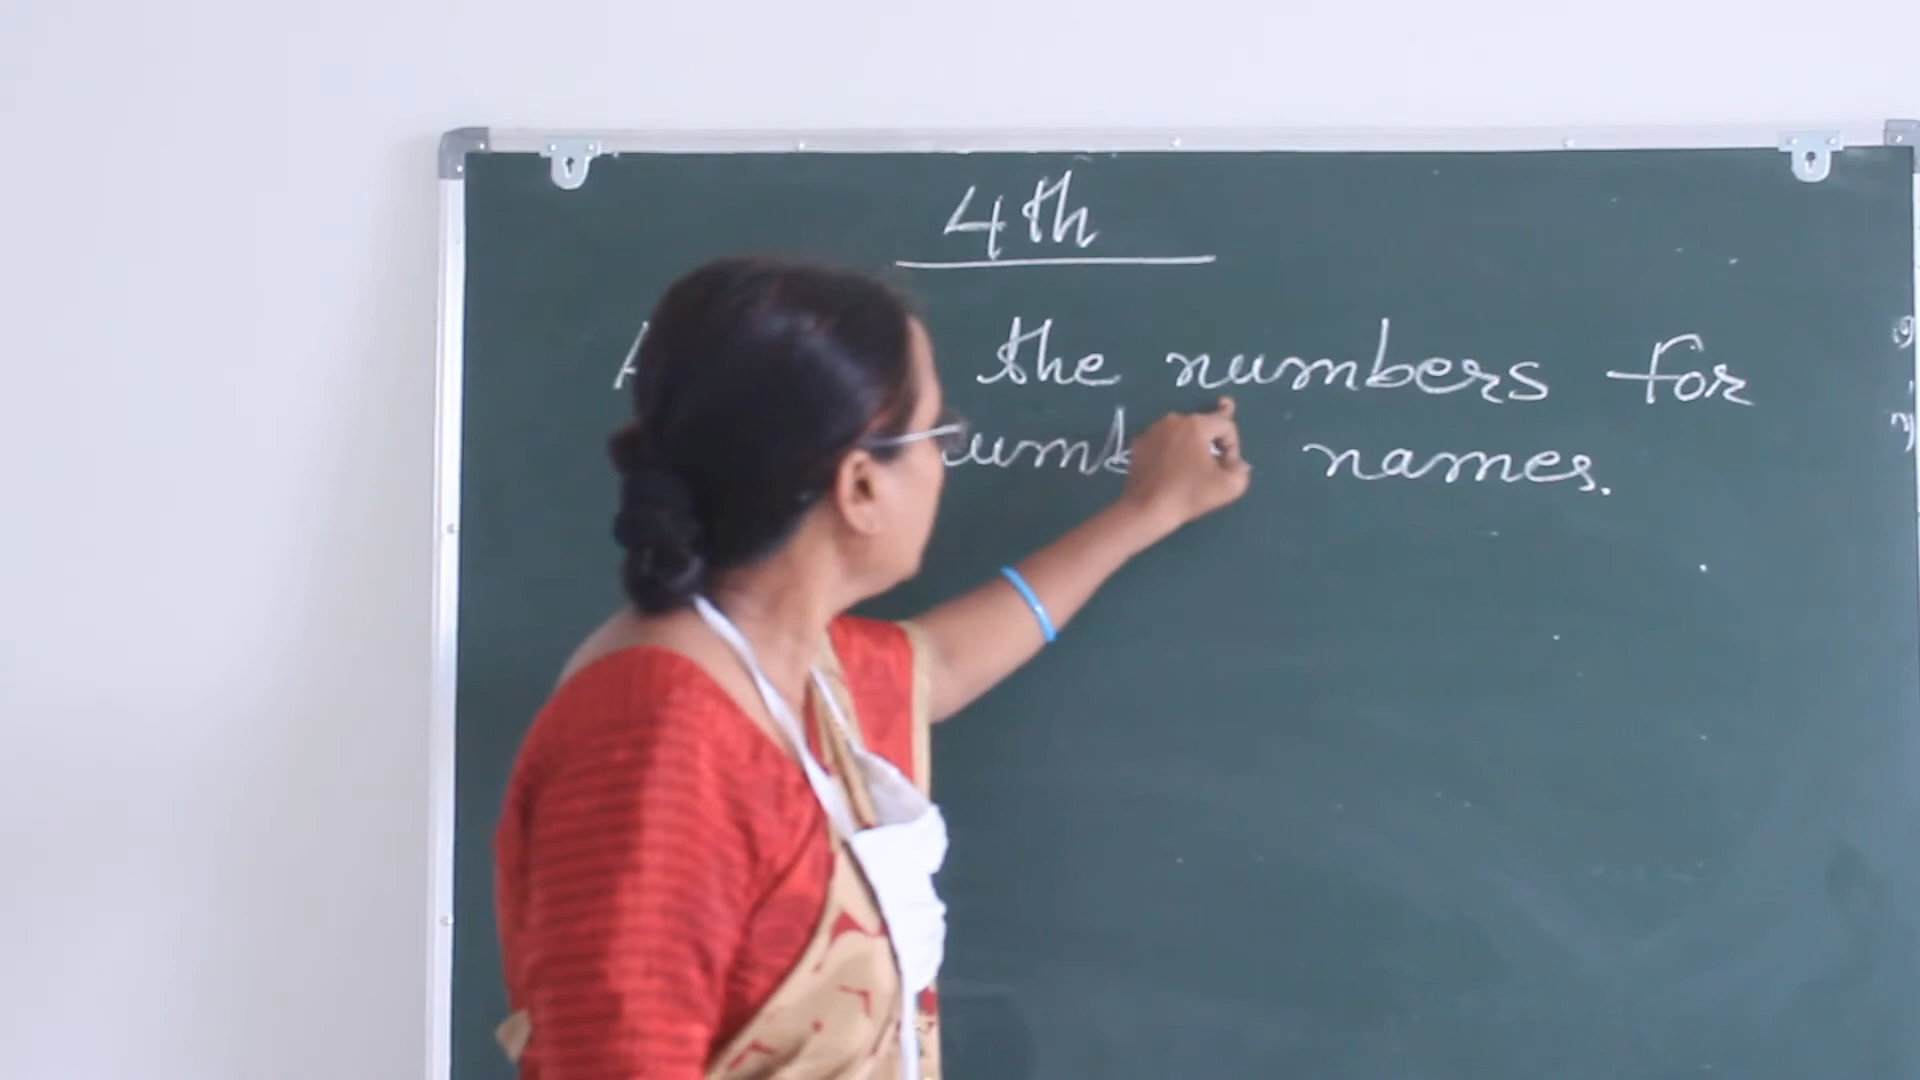 4th
the numbers for
names.